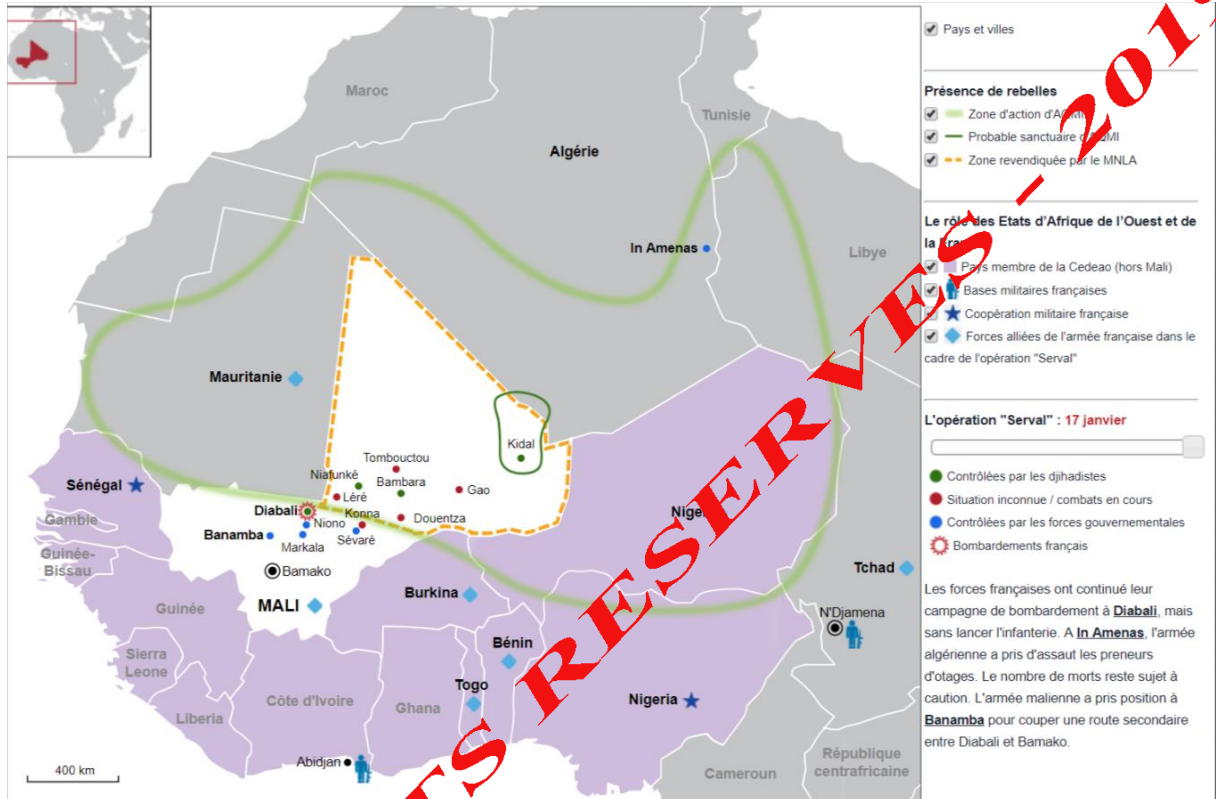 Pays et villes
Présence de rebelles
Zone d'action d'AQMI
Probable sanctuaire d'AQMI
Zone revendiquée par le MNLA
Le rôle des Etats d'Afrique de l'Ouest et de
la France
Pays membre de la Cedeao (hors Mali)
Bases militaires françaises
Coopération militaire française
Forces alliées de l'armée française dans le
cadre de l'opération "Serval"
L'opération "Serval" : 17 janvier
Contrôlées par les djihadistes
Situation inconnue / combats en cours
Contrôlées par les forces gouvernementales
Bombardements français
Les forces françaises ont continué leur
campagne de bombardement à Diabali, mais
sans lancer l'infanterie. A In Amenas, l'armée
algérienne a pris d'assaut les preneurs
d'otages. Le nombre de morts reste sujet à
caution. L'armée malienne a pris position à
Banamba pour couper une route secondaire
entre Diabali et Bamako.
Maroc
Tunisie
Algérie
In Amenas
Libye
Mauritanie
Kidal
Tombouctou
Niafunké
Bambara
Sénégal
Léré
Gao
Gambie
Diabali
Niono
Konna
Douentza
Niger
Banamba
Markala
Sévaré
Guinée-
Bissau
Bamako
Tchad
MALI
Burkina
Guinée
N'Djamena
Bénin
Sierra
Leone
Togo
Côte d'Ivoire
Ghana
Nigeria
Liberia
Abidjan
République
centrafricaine
Cameroun
400 km
TS RESERVES – 201